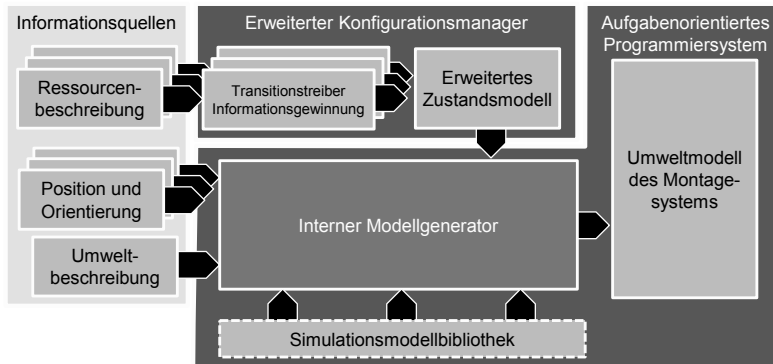 Informationsquellen
Erweiterter Konfigurationsmanager
Aufgabenorientiertes
Programmiersystem
Ressourcen-
beschreibung
Transitionstreiber
Informationsgewinnung
Erweitertes
Zustandsmodell
Position und
Orientierung
Umwelt-
beschreibung
Interner Modellgenerator
Umweltmodell
des Montage-
systems
Simulationsmodellbibliothek